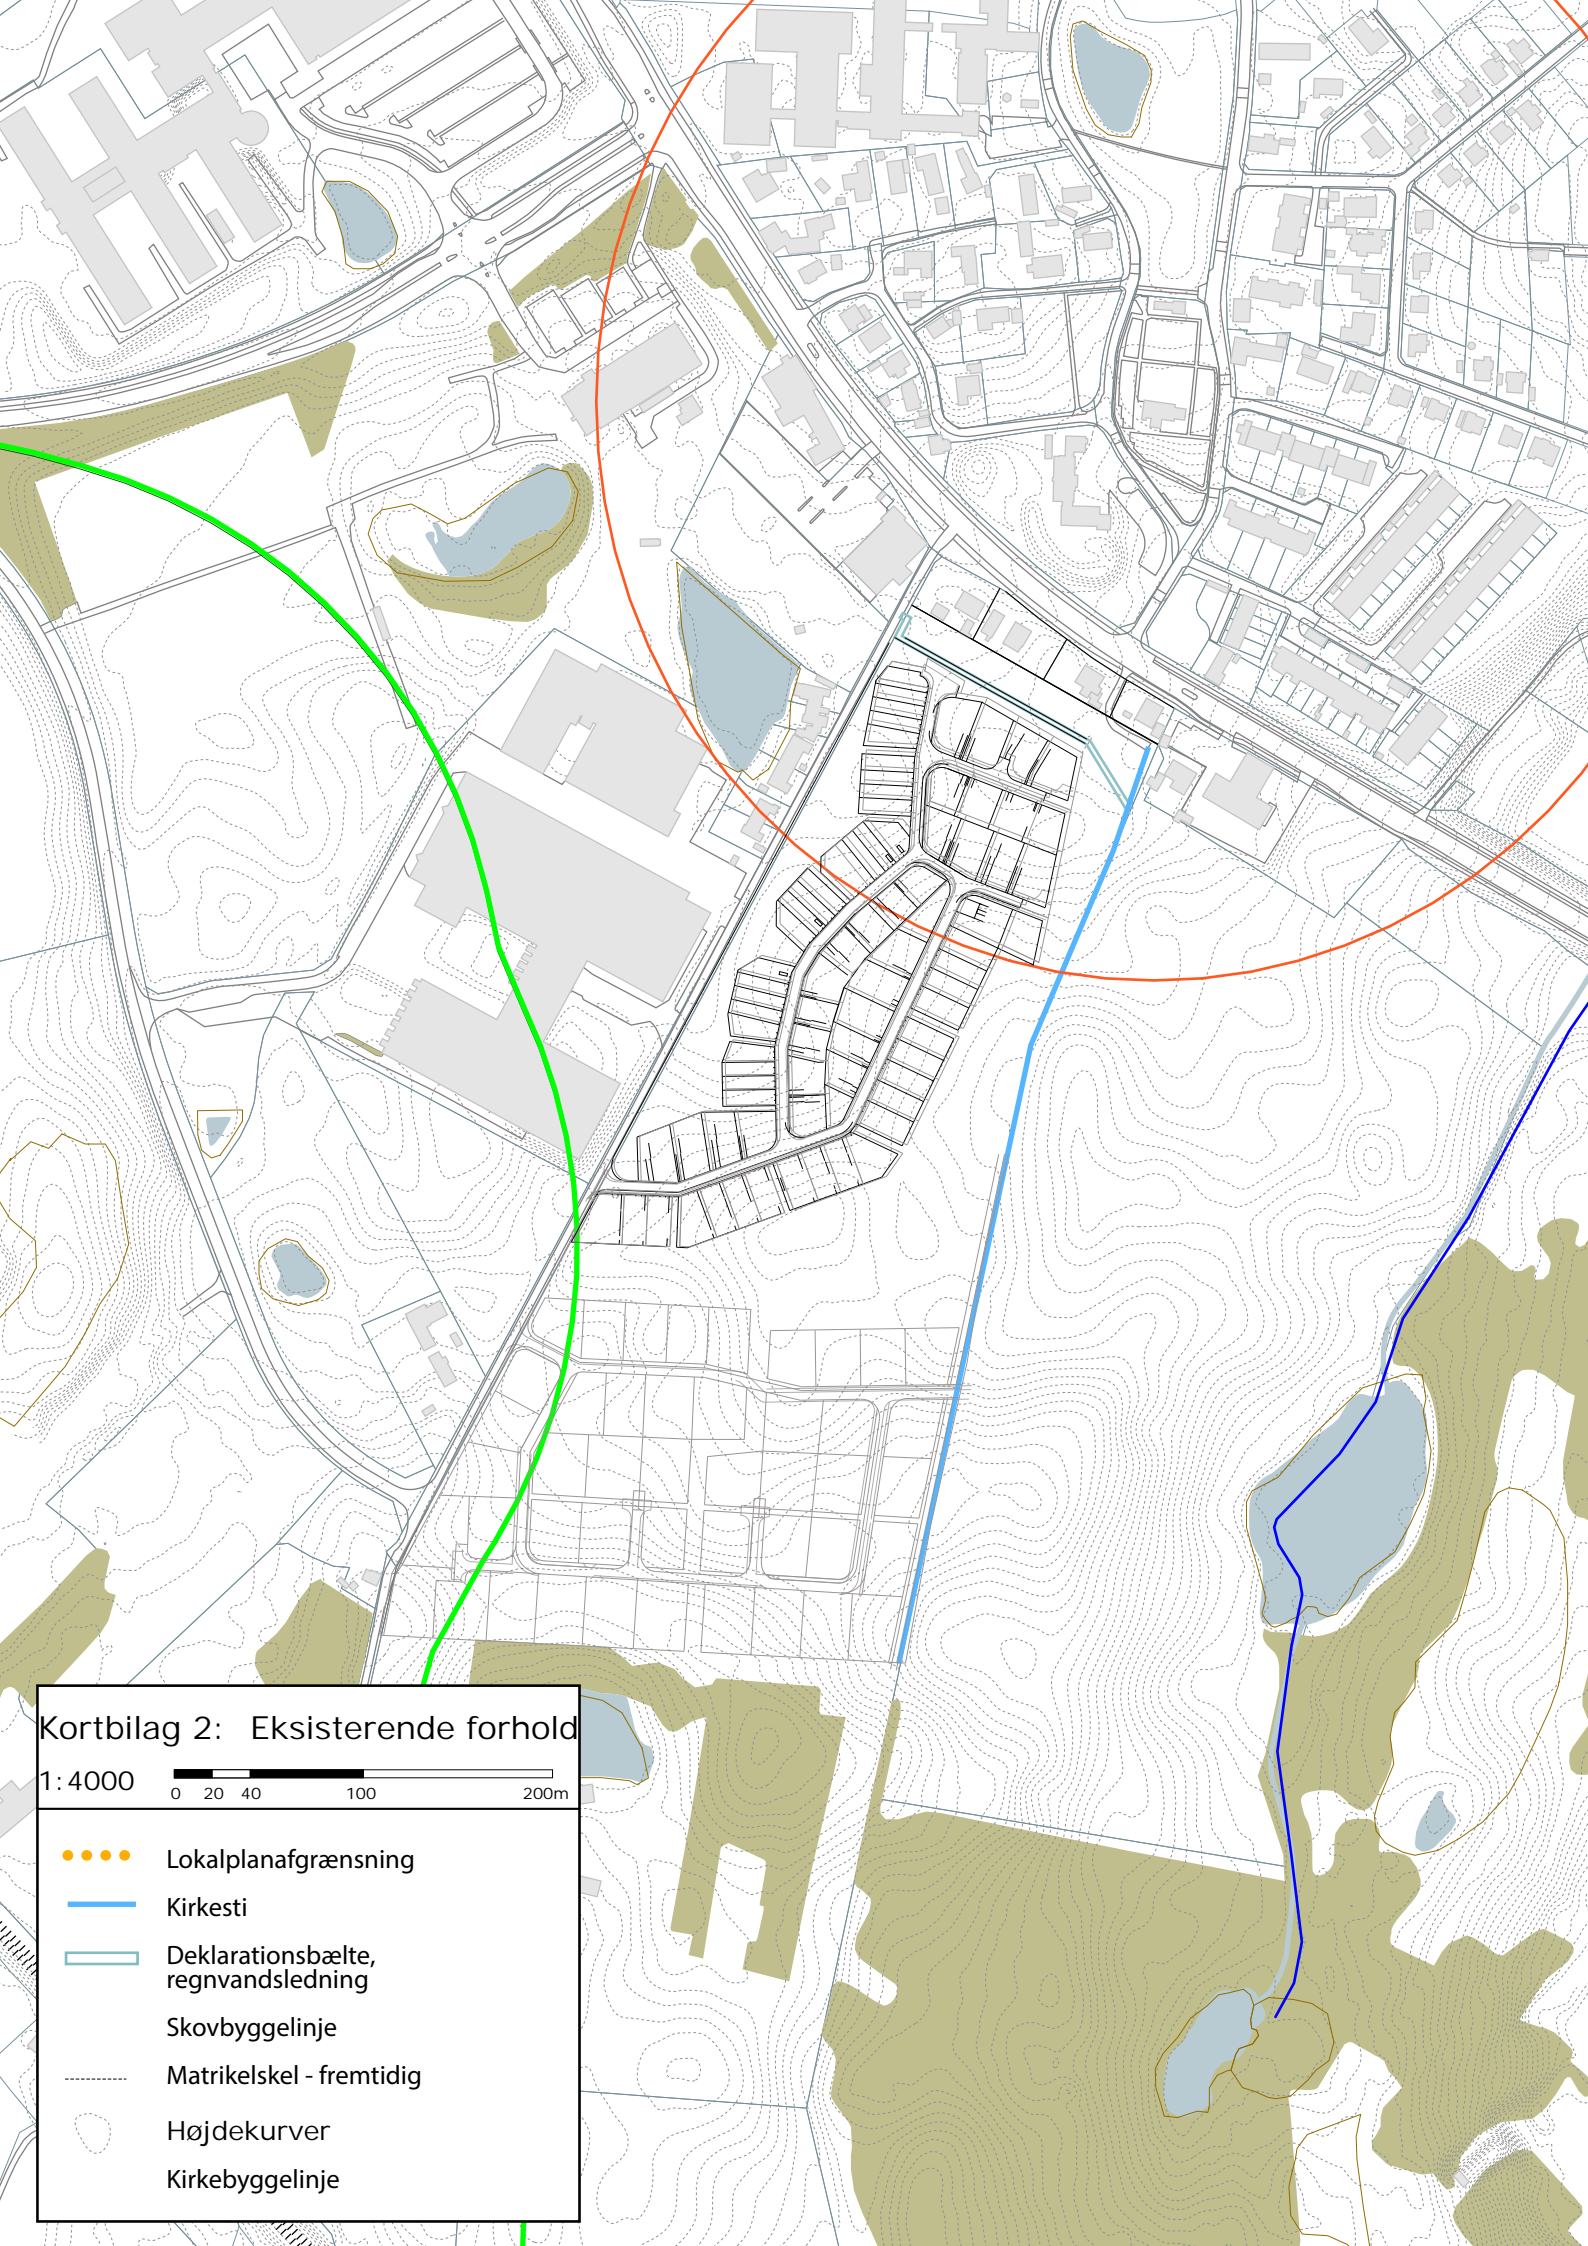 Kortbilag 2: Eksisterende forhold
1:4000
0 20 40 100 200m
Lokalplanafgrænsning
Kirkesti
Deklarationsbælte,
regnvandsledning
Skovbyggelinje
Matrikelskel - fremtidig
Højdekurver
Kirkebyggelinje